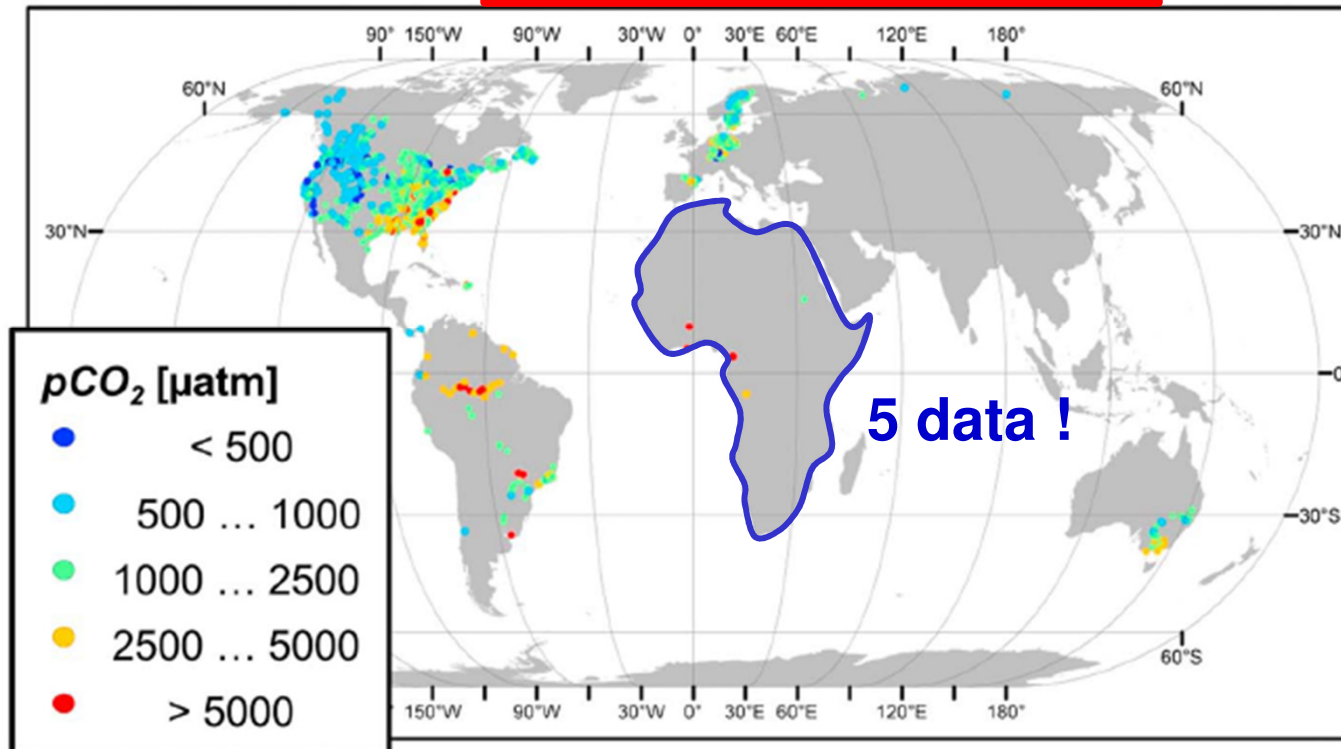 90° 150°W 90°W 30°W 0° 30°E 60°E 120°E 180°
60°N 60°N
30°N 30°N
0
5 data !
30°S
60°S
150°W 90°W 30°W 0° 30°E 60°E 120°E 180°
pCO₂ [µatm]
< 500
500 … 1000
1000 … 2500
2500 … 5000
> 5000